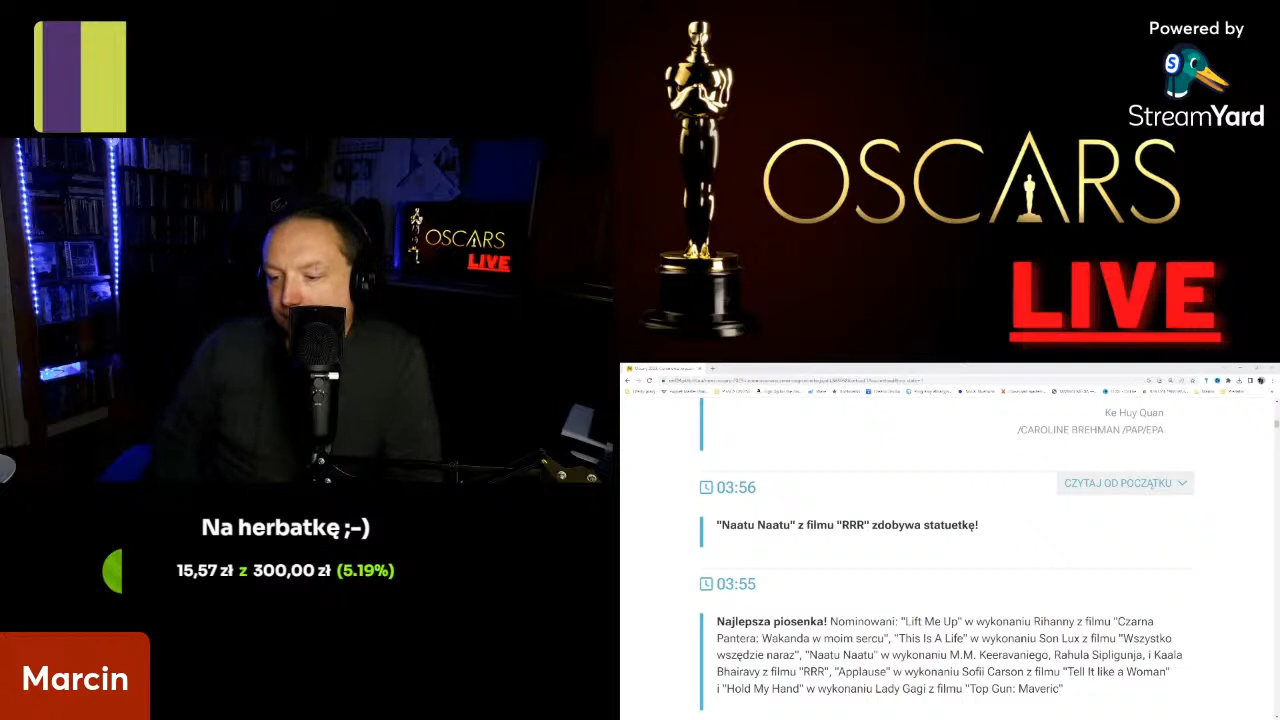 Powered by
StreamYard
OSCARS
LIVE
OSCARS
LIVE
Na herbatkę ;-)
15,57 zł z 300,00 zł (5.19%)
Marcin
Ke Huy Quan
/CAROLINE BREHMAN /PAP/EPA
03:56
CZYTAJ OD POCZĄTKU
"Naatu Naatu" z filmu "RRR" zdobywa statuetkę!
03:55
Najlepsza piosenka! Nominowani: "Lift Me Up" w wykonaniu Rihanny z filmu "Czarna
Pantera: Wakanda w moim sercu", "This Is A Life" w wykonaniu Son Lux z filmu "Wszystko
wszędzie naraz", "Naatu Naatu" w wykonaniu M.M. Keeravaniego, Rahula Sipligunja, i Kaala
Bhairavy z filmu "RRR", "Applause" w wykonaniu Sofii Carson z filmu "Tell It like a Woman"
i "Hold My Hand" w wykonaniu Lady Gagi z filmu "Top Gun: Maveric"